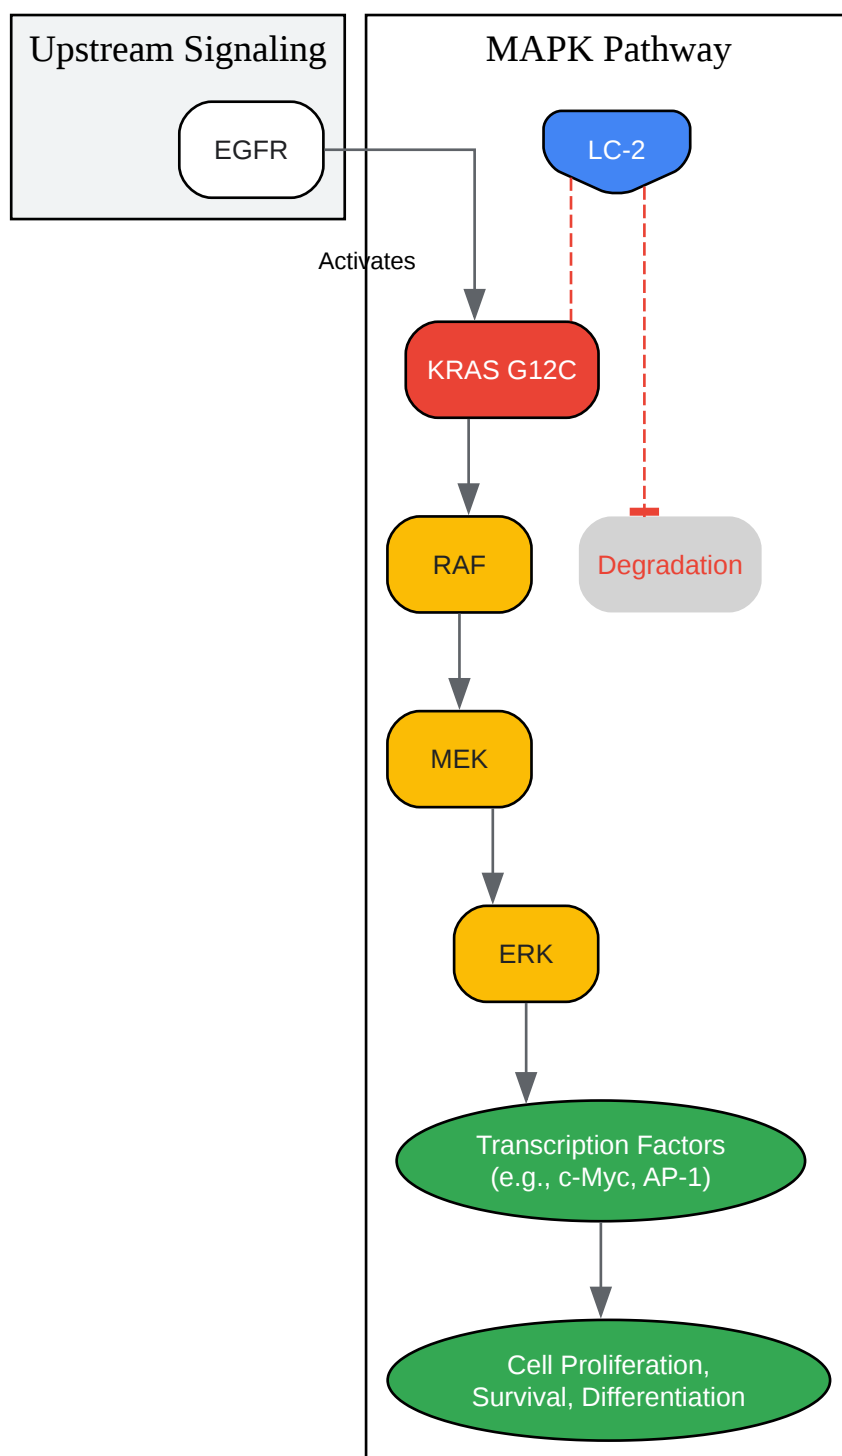 Upstream Signaling
MAPK Pathway
EGFR
LC-2
Activates
KRAS G12C
RAF
Degradation
MEK
ERK
Transcription Factors
(e.g., c-Myc, AP-1)
Cell Proliferation,
Survival, Differentiation